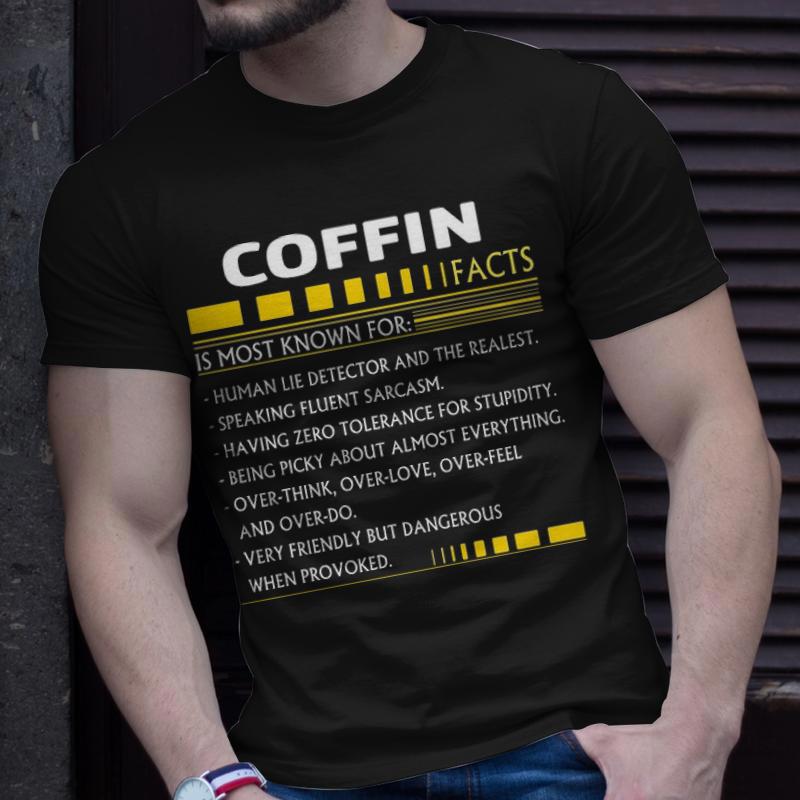 COFFIN
FACTS
IS MOST KNOWN FOR:
- HUMAN LIE DETECTOR AND THE REALEST.
- SPEAKING FLUENT SARCASM.
- HAVING ZERO TOLERANCE FOR STUPIDITY.
- BEING PICKY ABOUT ALMOST EVERYTHING.
- OVER-THINK, OVER-LOVE, OVER-FEEL
AND OVER-DO.
- VERY FRIENDLY BUT DANGEROUS
WHEN PROVOKED.